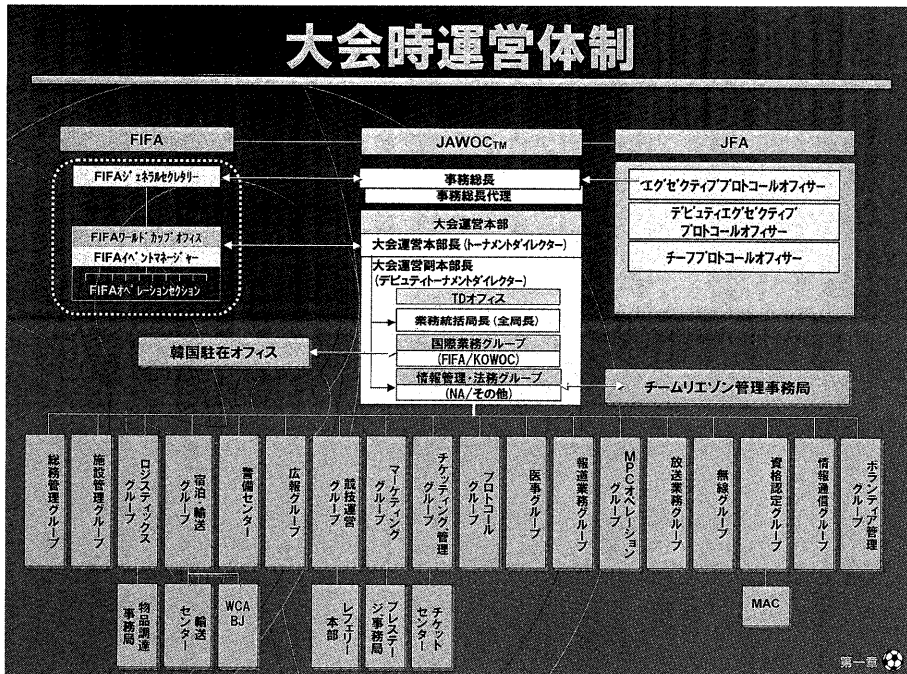 大会時運営体制
FIFA
JAWOC™
JFA
FIFAｼﾞｪﾈﾗﾙｾｸﾚﾀﾘｰ
事務総長
事務総長代理
ｴｸﾞｾﾞｸﾃｨﾌﾞプロトコールオフィサー
デピュティエグゼクティブ
プロトコールオフィサー
チーフプロトコールオフィサー
大会運営本部
FIFAﾜｰﾙﾄﾞｶｯﾌﾟｵﾌｨｽ
FIFAｲﾍﾞﾝﾄﾏﾈｰｼﾞｬｰ
FIFAｵﾍﾟﾚｰｼｮﾝｾｸｼｮﾝ
大会運営本部長（トーナメントダイレクター）
大会運営副本部長
（デピュティトーナメントダイレクター）
TDオフィス
業務統括局長（全局長）
国際業務グループ
(FIFA/KOWOC)
情報管理・法務グループ
(NA/その他)
韓国駐在オフィス
チームリエゾン管理事務局
総務管理グループ
施設管理グループ
ロジスティックス
グループ
宿泊・輸送
グループ
警備センター
広報グループ
競技運営
グループ
マーケティング
グループ
チケッティング管理
グループ
プロトコール
グループ
医事グループ
報道業務グループ
MPCオペレーション
グループ
放送業務グループ
無線グループ
資格認定グループ
情報通信グループ
ボランティア管理
グループ
物品調達
事務局
輸送
センター
WCA
BJ
レフェリー
本部
プレステー
ジ事務局
チケット
センター
MAC
第一章